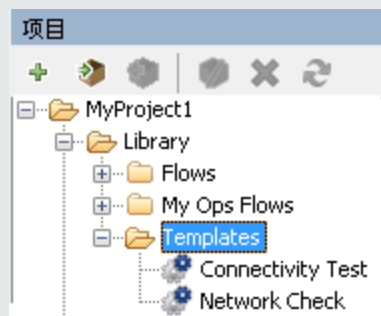 项目
MyProject1
Library
Flows
My Ops Flows
Templates
Connectivity Test
Network Check